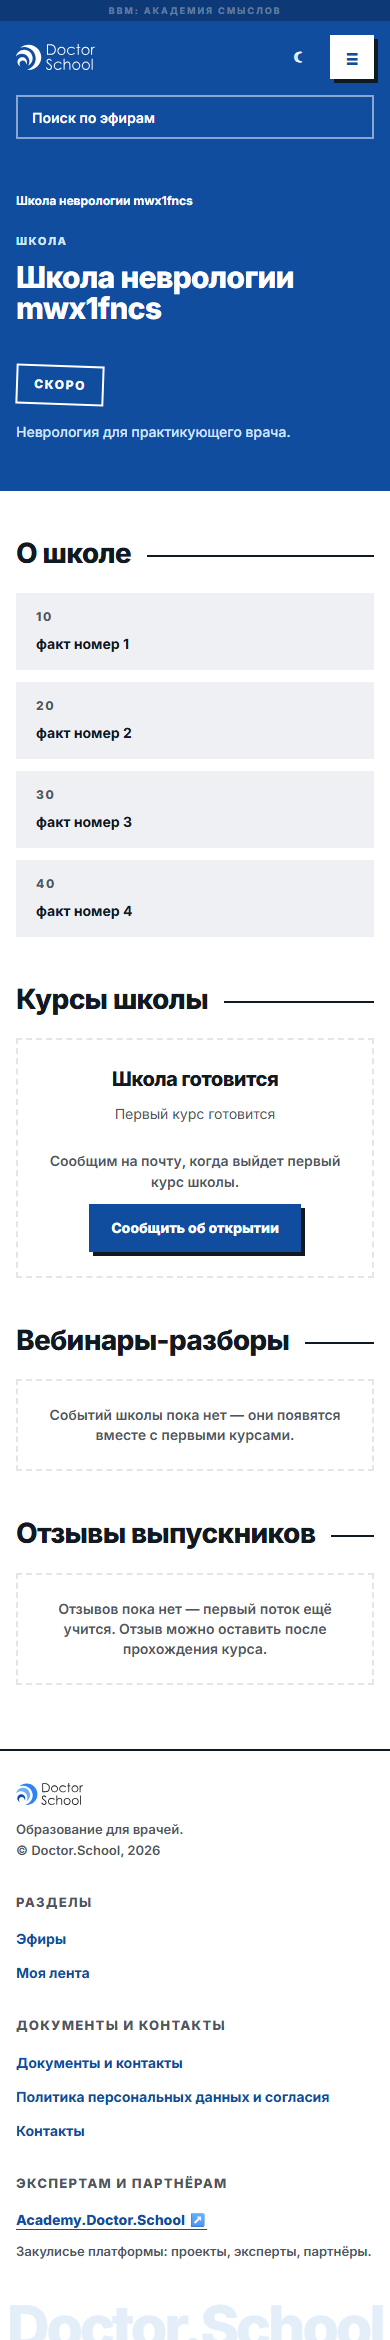 ВВМ: АКАДЕМИЯ СМЫСЛОВ
Doctor
School
Поиск по эфирам
Школа неврологии mwx1fncs
ШКОЛА
Школа неврологии
mwx1fncs
СКОРО
Неврология для практикующего врача.
О школе
10
факт номер 1
20
факт номер 2
30
факт номер 3
40
факт номер 4
Курсы школы
Школа готовится
Первый курс готовится
Сообщим на почту, когда выйдет первый
курс школы.
Сообщить об открытии
Вебинары-разборы
Событий школы пока нет — они появятся
вместе с первыми курсами.
Отзывы выпускников
Отзывов пока нет — первый поток ещё
учится. Отзыв можно оставить после
прохождения курса.
Doctor
School
Образование для врачей.
© Doctor.School, 2026
РАЗДЕЛЫ
Эфиры
Моя лента
ДОКУМЕНТЫ И КОНТАКТЫ
Документы и контакты
Политика персональных данных и согласия
Контакты
ЭКСПЕРТАМ И ПАРТНЁРАМ
Academy.Doctor.School ↗
Закулисье платформы: проекты, эксперты, партнёры.
Doctor.School